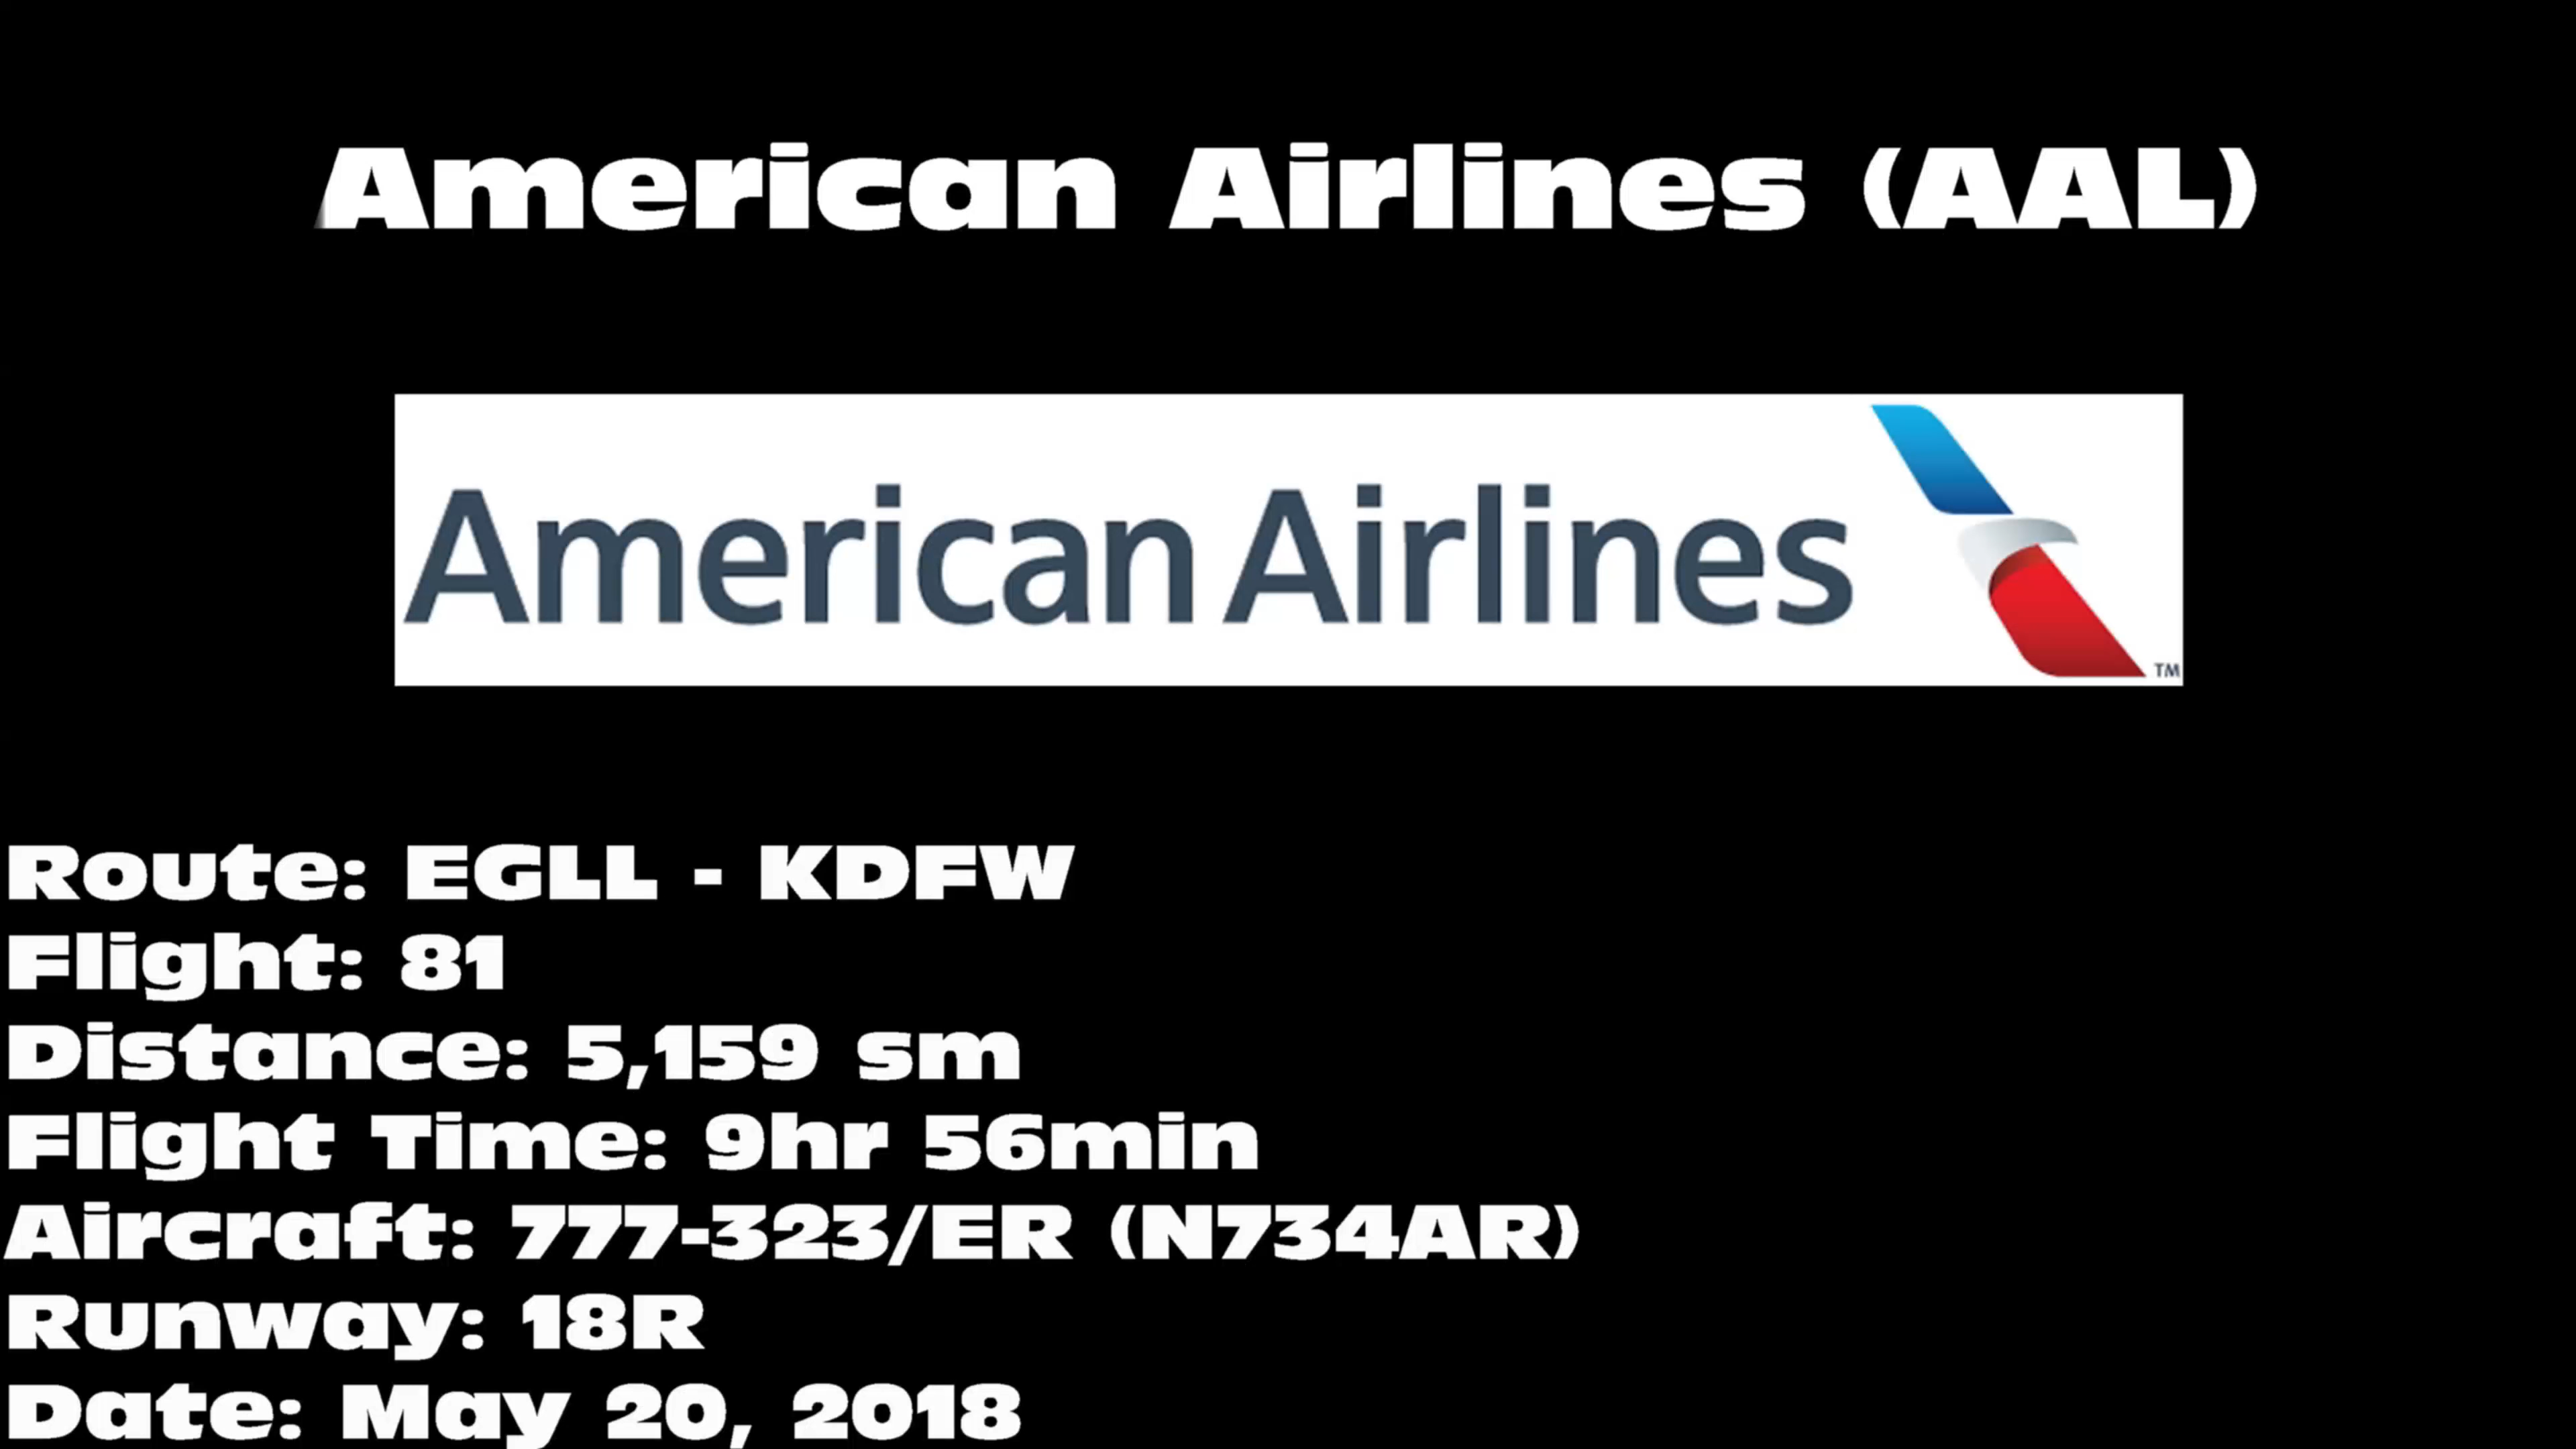 American Airlines (AAL)
American Airlines
TM
Route: EGLL - KDFW
Flight: 81
Distance: 5,159 sm
Flight Time: 9hr 56min
Aircraft: 777-323/ER (N734AR)
Runway: 18R
Date: May 20, 2018